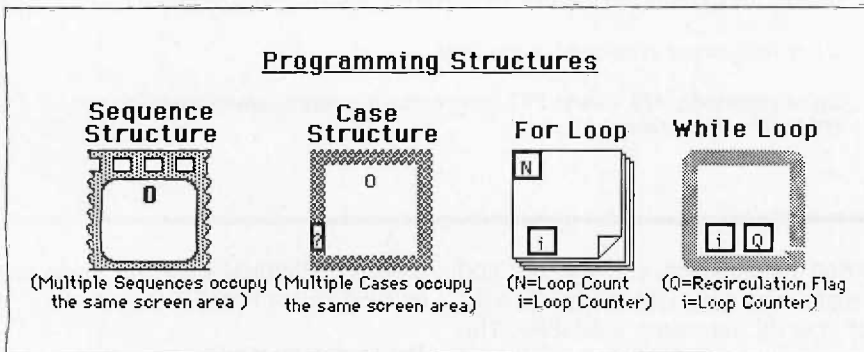 Programming Structures
Sequence
Structure
0
(Multiple Sequences occupy
the same screen area )
Case
Structure
0
?
(Multiple Cases occupy
the same screen area)
For Loop
N
i
(N=Loop Count
i=Loop Counter)
While Loop
i Q
(Q=Recirculation Flag
i=Loop Counter)